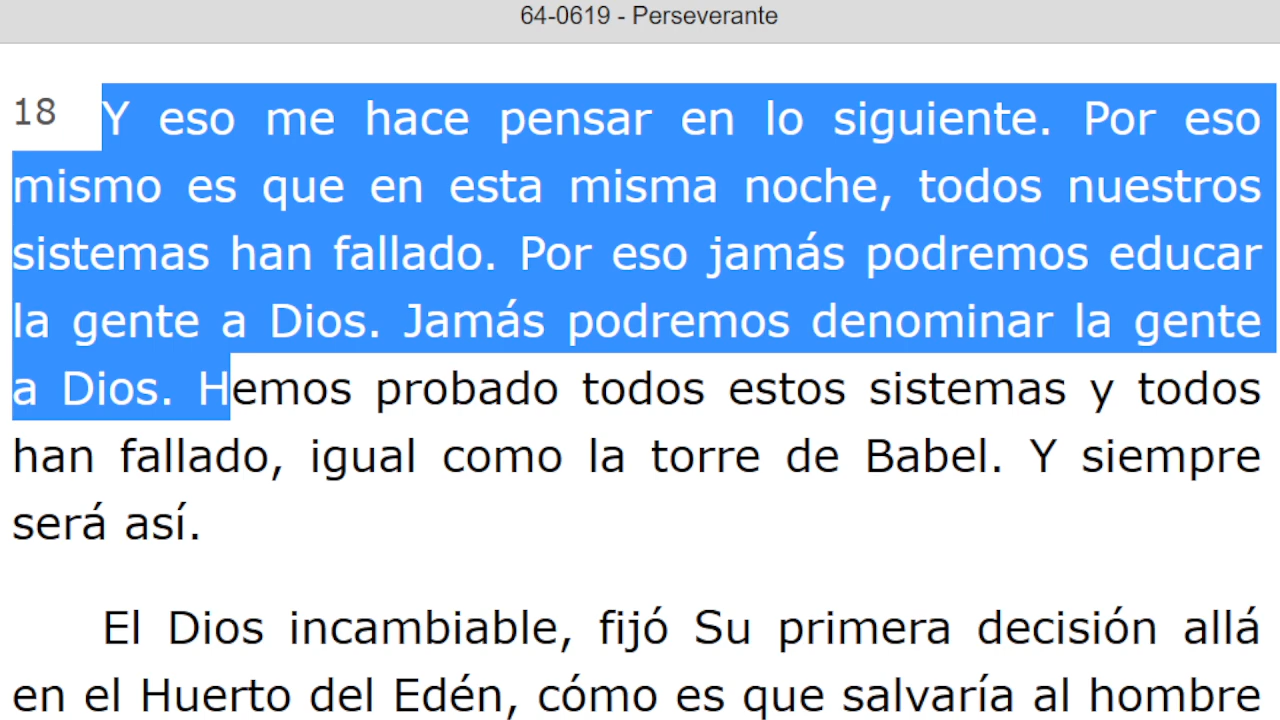 64-0619 - Perseverante
18 Y eso me hace pensar en lo siguiente. Por eso
mismo es que en esta misma noche, todos nuestros
sistemas han fallado. Por eso jamás podremos educar
la gente a Dios. Jamás podremos denominar la gente
a Dios. Hemos probado todos estos sistemas y todos
han fallado, igual como la torre de Babel. Y siempre
será así.
El Dios incambiable, fijó Su primera decisión allá
en el Huerto del Edén, cómo es que salvaría al hombre